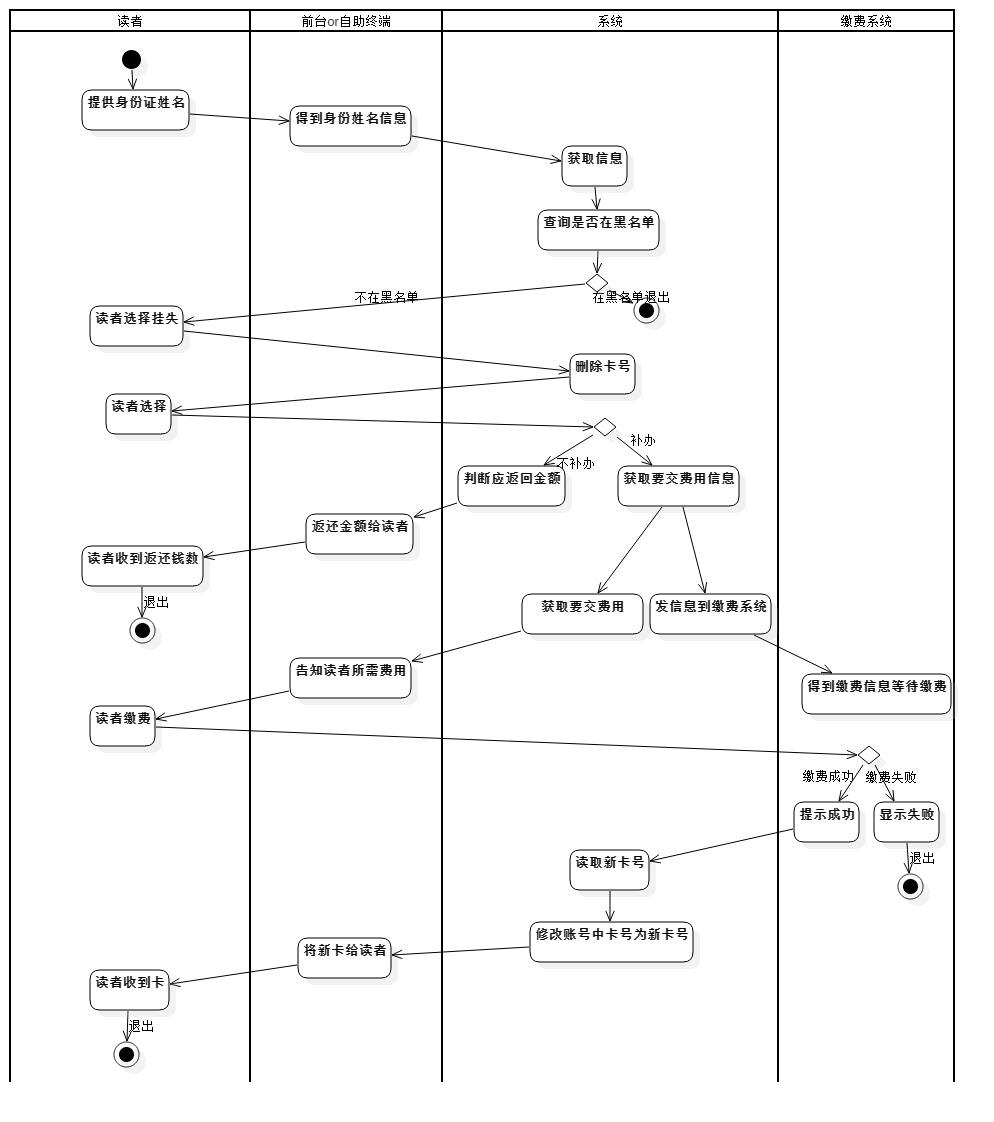 读者
前台or自助终端
系统
缴费系统
提供身份证姓名
得到身份姓名信息
获取信息
查询是否在黑名单
不在黑名单
在黑名单退出
读者选择挂失
删除卡号
读者选择
补办
不补办
判断应返回金额
获取要交费用信息
返还金额给读者
读者收到返还钱数
退出
获取要交费用
发信息到缴费系统
告知读者所需费用
得到缴费信息等待缴费
读者缴费
缴费成功
缴费失败
提示成功
显示失败
读取新卡号
退出
修改账号中卡号为新卡号
将新卡给读者
读者收到卡
退出